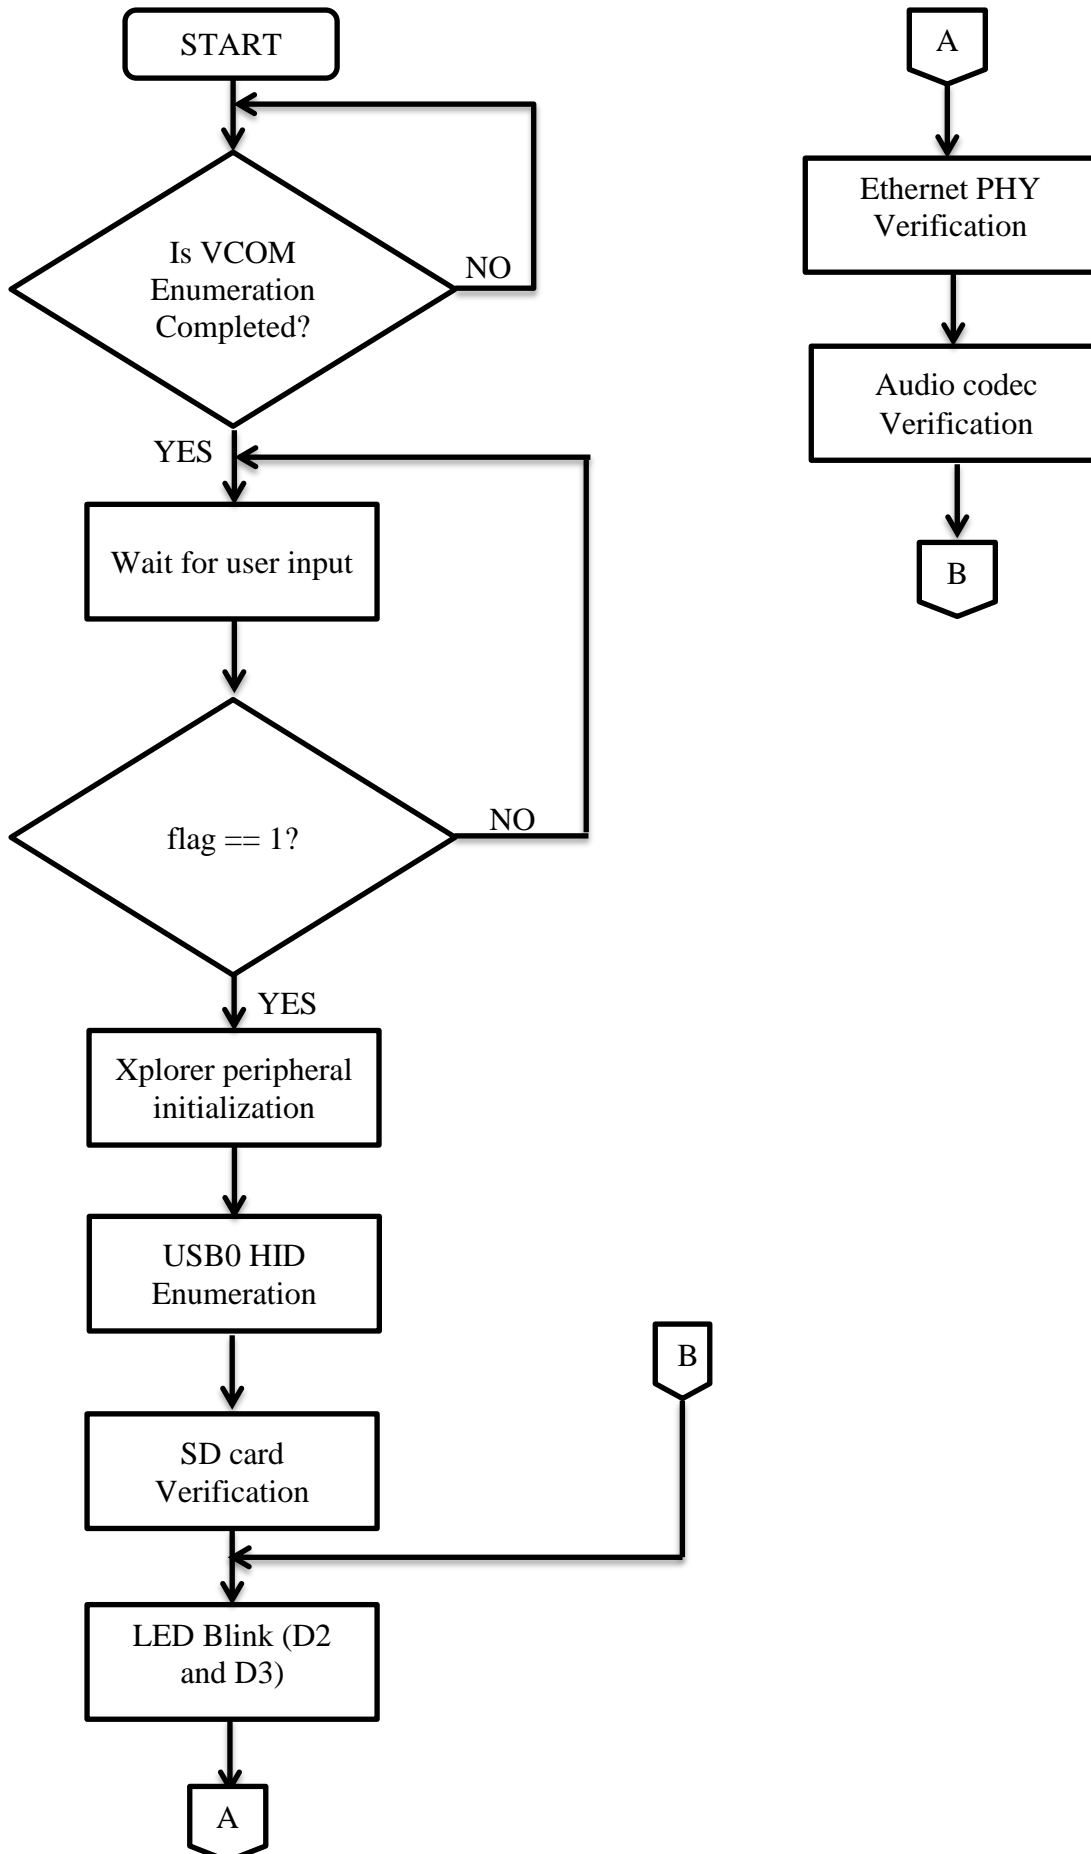 START
Is VCOM
Enumeration
Completed?
NO
YES
Wait for user input
flag == 1?
NO
YES
Xplorer peripheral
initialization
USB0 HID
Enumeration
SD card
Verification
B
LED Blink (D2
and D3)
A
A
Ethernet PHY
Verification
Audio codec
Verification
B